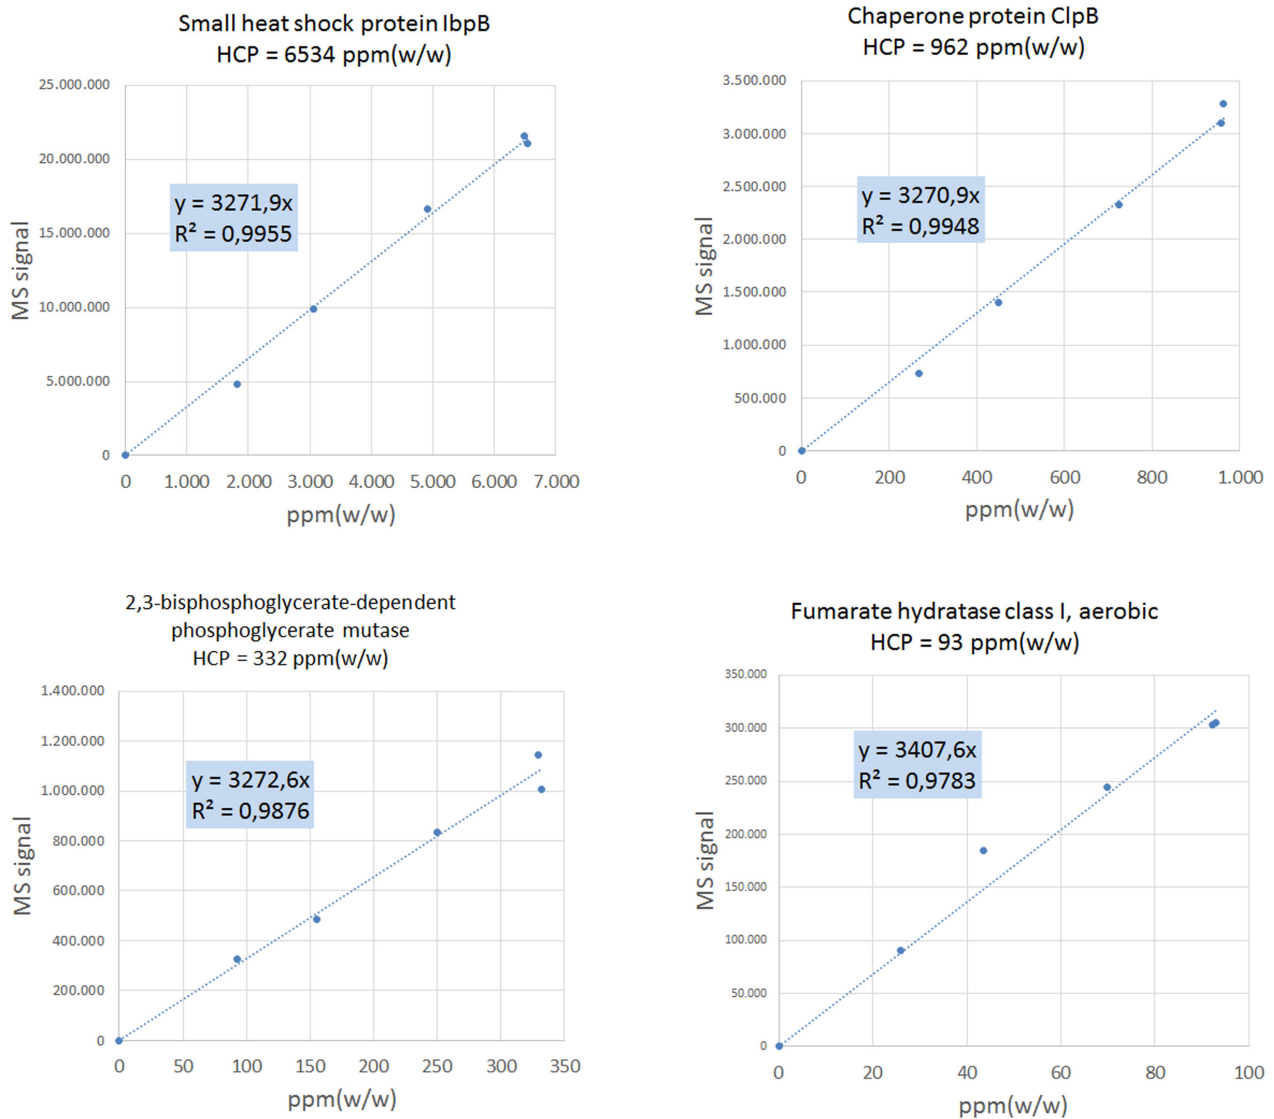 Small heat shock protein IbpB
HCP = 6534 ppm(w/w)
25.000.000
20.000.000
15.000.000
10.000.000
5.000.000
0
MS signal
y = 3271,9x
R² = 0,9955
0 1.000 2.000 3.000 4.000 5.000 6.000 7.000
ppm(w/w)
Chaperone protein ClpB
HCP = 962 ppm(w/w)
3.500.000
3.000.000
2.500.000
2.000.000
1.500.000
1.000.000
500.000
0
MS signal
y = 3270,9x
R² = 0,9948
0 200 400 600 800 1.000
ppm(w/w)
2,3-bisphosphoglycerate-dependent
phosphoglycerate mutase
HCP = 332 ppm(w/w)
1.400.000
1.200.000
1.000.000
800.000
600.000
400.000
200.000
0
MS signal
y = 3272,6x
R² = 0,9876
0 50 100 150 200 250 300 350
ppm(w/w)
Fumarate hydratase class I, aerobic
HCP = 93 ppm(w/w)
350.000
300.000
250.000
200.000
150.000
100.000
50.000
0
MS signal
y = 3407,6x
R² = 0,9783
0 20 40 60 80 100
ppm(w/w)